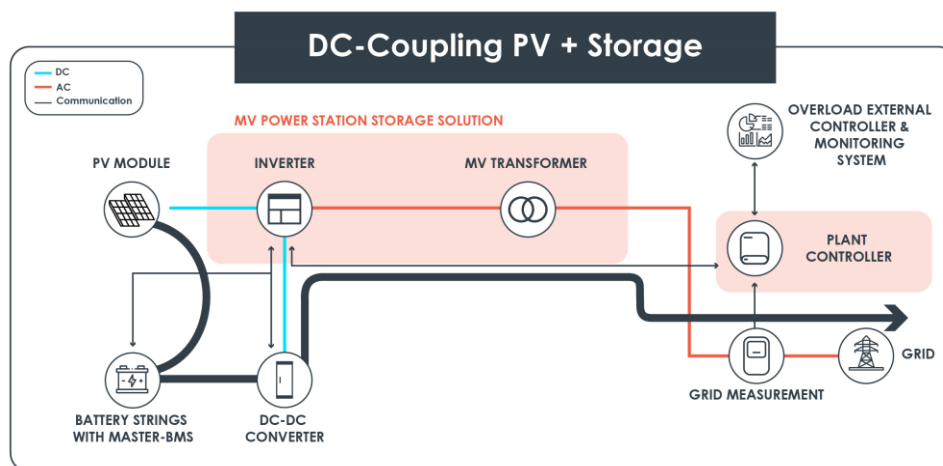 DC-Coupling PV + Storage
DC
AC
Communication
MV POWER STATION STORAGE SOLUTION
PV MODULE
INVERTER
MV TRANSFORMER
OVERLOAD EXTERNAL
CONTROLLER &
MONITORING
SYSTEM
PLANT
CONTROLLER
BATTERY STRINGS
WITH MASTER-BMS
DC-DC
CONVERTER
GRID MEASUREMENT
GRID